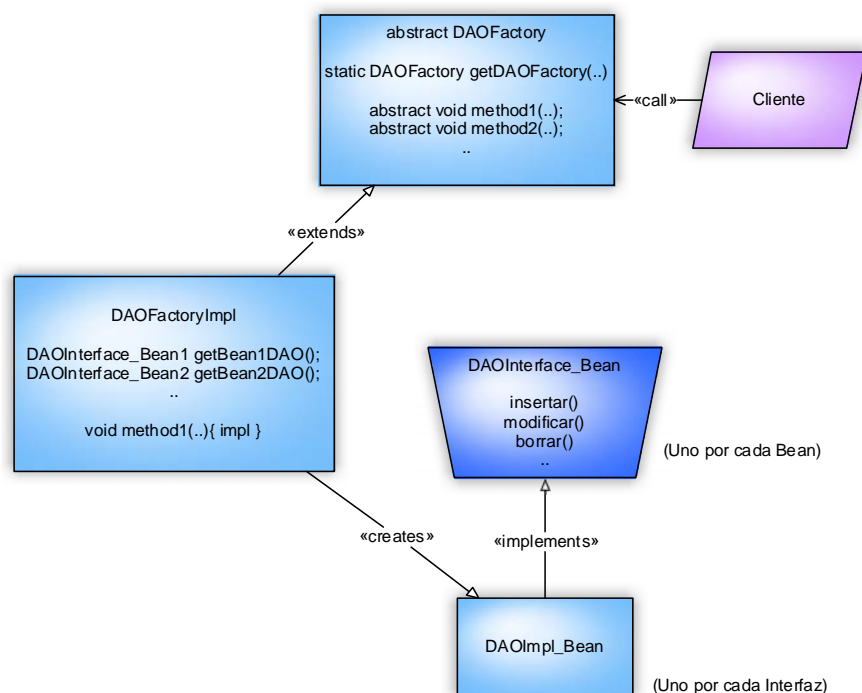 abstract DAOFactory
static DAOFactory getDAOFactory(..)
abstract void method1(..);
abstract void method2(..);
..
«call»
Cliente
«extends»
DAOFactoryImpl
DAOInterface_Bean1 getBean1DAO();
DAOInterface_Bean2 getBean2DAO();
..
void method1(..){ impl }
DAOInterface_Bean
insertar()
modificar()
borrar()
..
(Uno por cada Bean)
«creates»
«implements»
DAOImpl_Bean
(Uno por cada Interfaz)